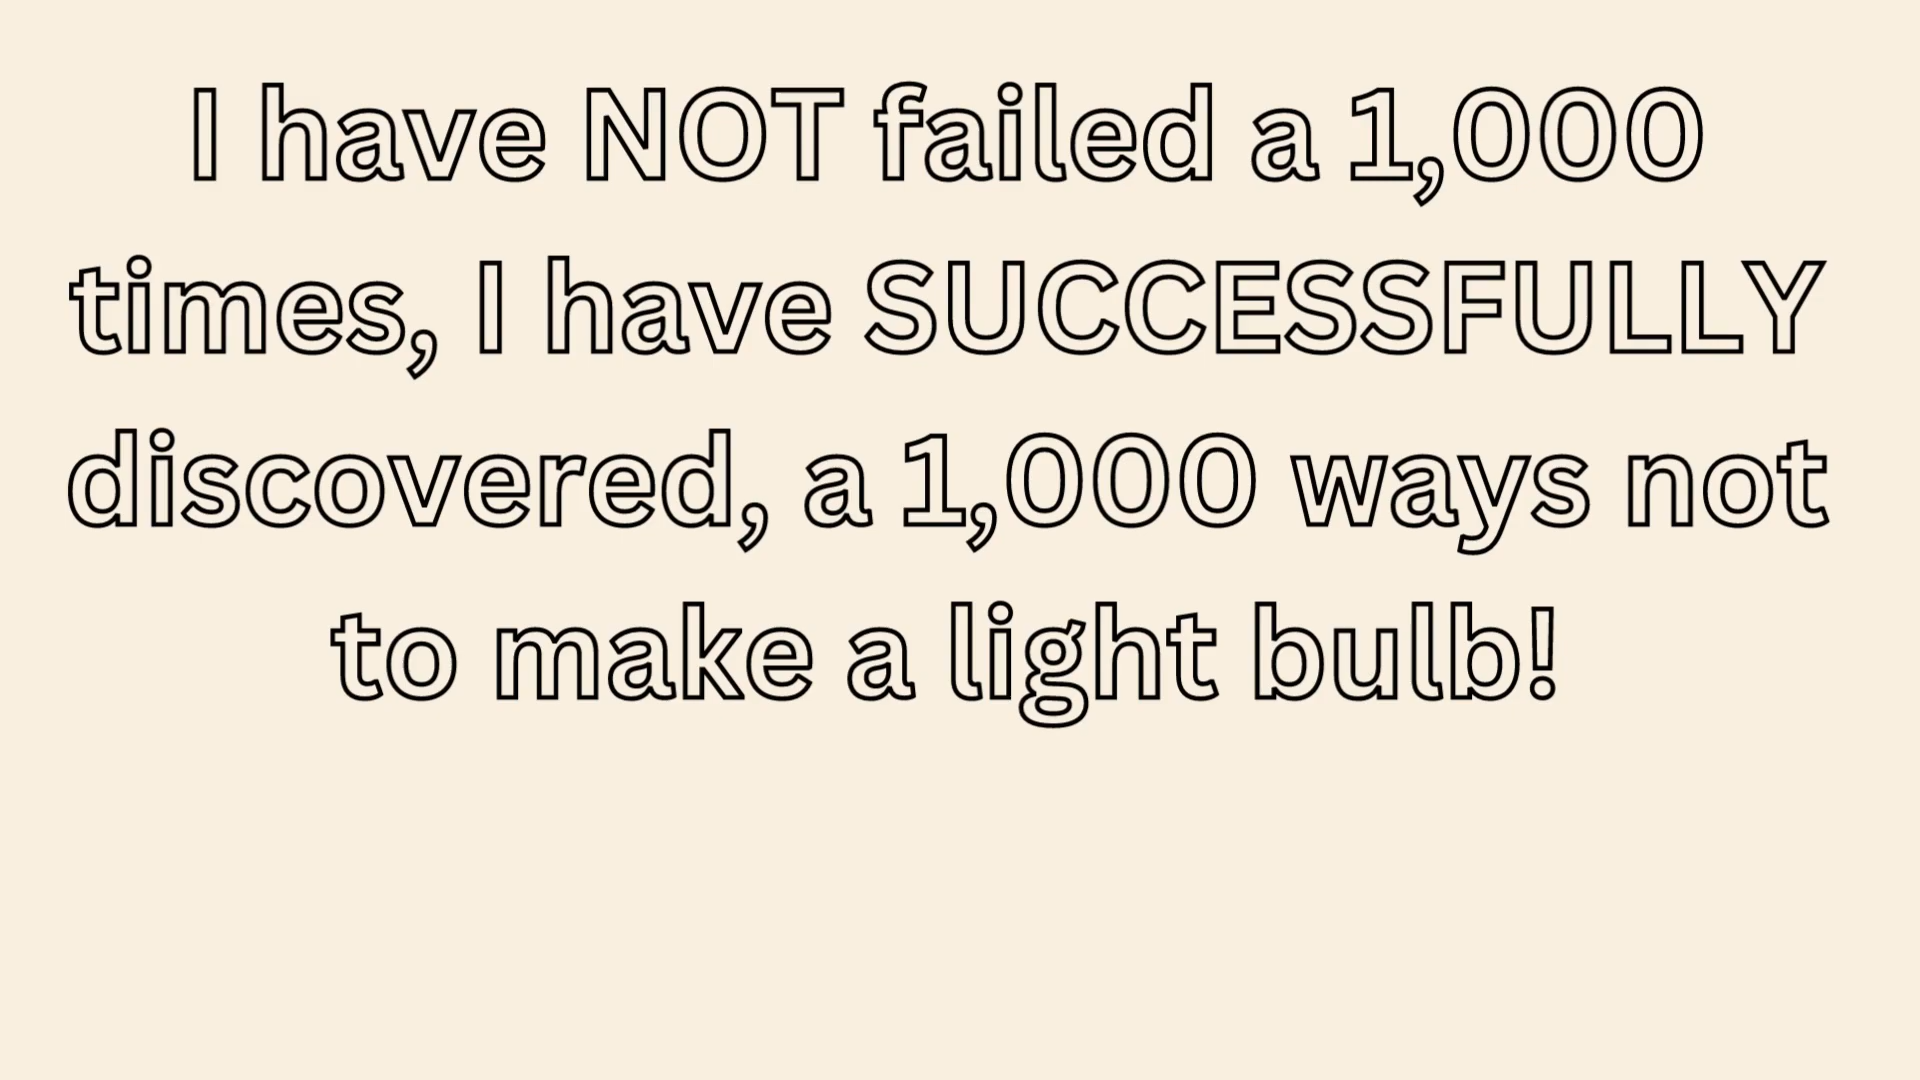 I have NOT failed a 1,000
times, I have SUCCESSFULLY
discovered, a 1,000 ways not
to make a light bulb!